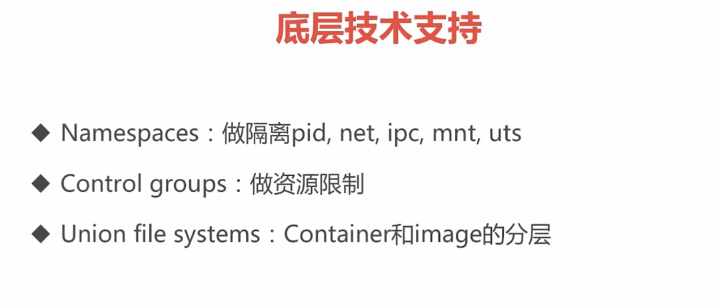 底层技术支持
◆ Namespaces：做隔离pid, net, ipc, mnt, uts
◆ Control groups：做资源限制
◆ Union file systems：Container和image的分层